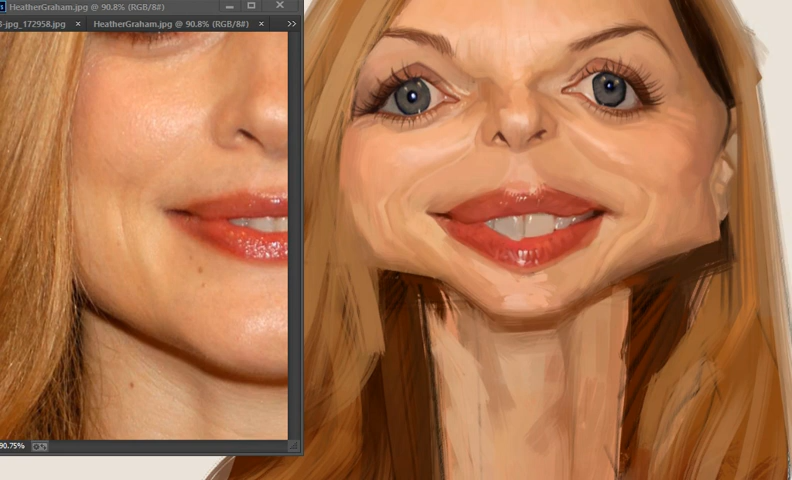 HeatherGraham.jpg @ 90.8% (RGB/8#)
-jpg_172958.jpg × HeatherGraham.jpg @ 90.8% (RGB/8#) × »
90.75%